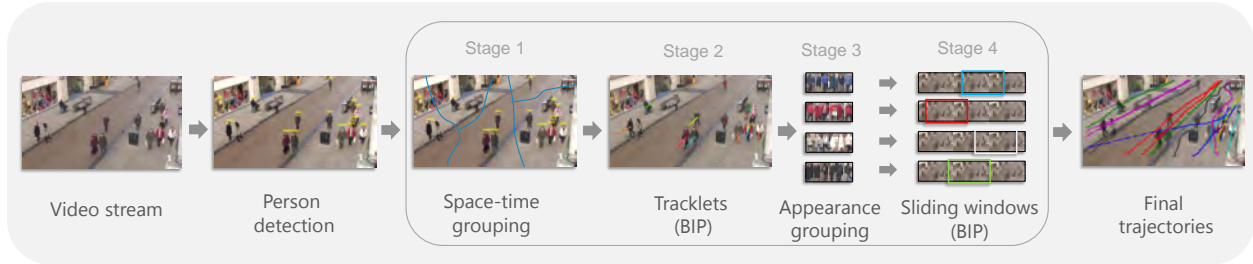 Stage 1
Stage 2
Stage 3
Stage 4
Video stream
Person
detection
Space-time
grouping
Tracklets
(BIP)
Appearance
grouping
Sliding windows
(BIP)
Final
trajectories